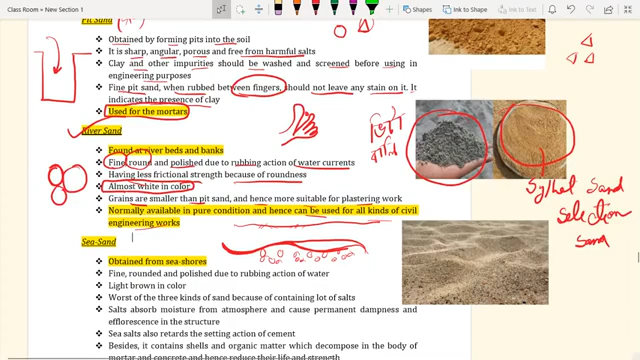 Class Room ▸ New Section 1
Draw
Convert to Ink
Ink to Share
Ask to
Pit Sand
Obtained by forming pits into the soil
It is sharp, angular, porous and free from harmful salts
Clay and other impurities should be washed and screened before using in
engineering purposes
Fine pit sand, when rubbed between fingers, should not leave any stain on it. It
indicates the presence of clay
Used for the mortars
River Sand
Found at river beds and banks
Fine, round and polished due to rubbing action of water currents
Having less frictional strength because of roundness
Almost white in color
Grains are smaller than pit sand, and hence more suitable for plastering work
Normally available in pure condition and hence can be used for all kinds of civil
engineering works
Sylhet Sand
Selection
Sand
Sea-Sand
Obtained from sea-shores
Fine, rounded and polished due to rubbing action of water
Light brown in color
Worst of the three kinds of sand because of containing lot of salts
Salts absorb moisture from atmosphere and cause permanent dampness and
efflorescence in the structure
Sea salts also retards the setting action of cement
Besides, it contains shells and organic matter which decompose in the body of
mortar and concrete and hence reduce their life and strength